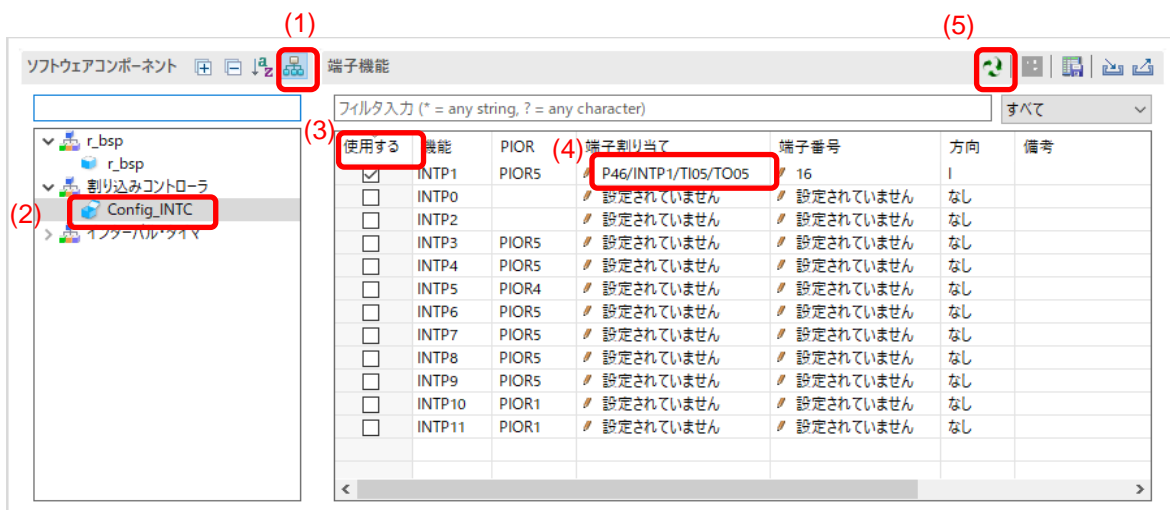 (1)
(5)
ソフトウェアコンポーネント
端子機能
フィルタ入力 (* = any string, ? = any character)
すべて
r_bsp
r_bsp
割り込みコントローラ
(2)
Config_INTC
インターバル・タイマ
(3)
(4)
使用する 機能 PIOR 端子割り当て 端子番号 方向 備考
INTP1 PIOR5 P46/INTP1/TI05/TO05 16 I
INTP0 設定されていません 設定されていません なし
INTP2 設定されていません 設定されていません なし
INTP3 PIOR5 設定されていません 設定されていません なし
INTP4 PIOR5 設定されていません 設定されていません なし
INTP5 PIOR4 設定されていません 設定されていません なし
INTP6 PIOR5 設定されていません 設定されていません なし
INTP7 PIOR5 設定されていません 設定されていません なし
INTP8 PIOR5 設定されていません 設定されていません なし
INTP9 PIOR5 設定されていません 設定されていません なし
INTP10 PIOR1 設定されていません 設定されていません なし
INTP11 PIOR1 設定されていません 設定されていません なし